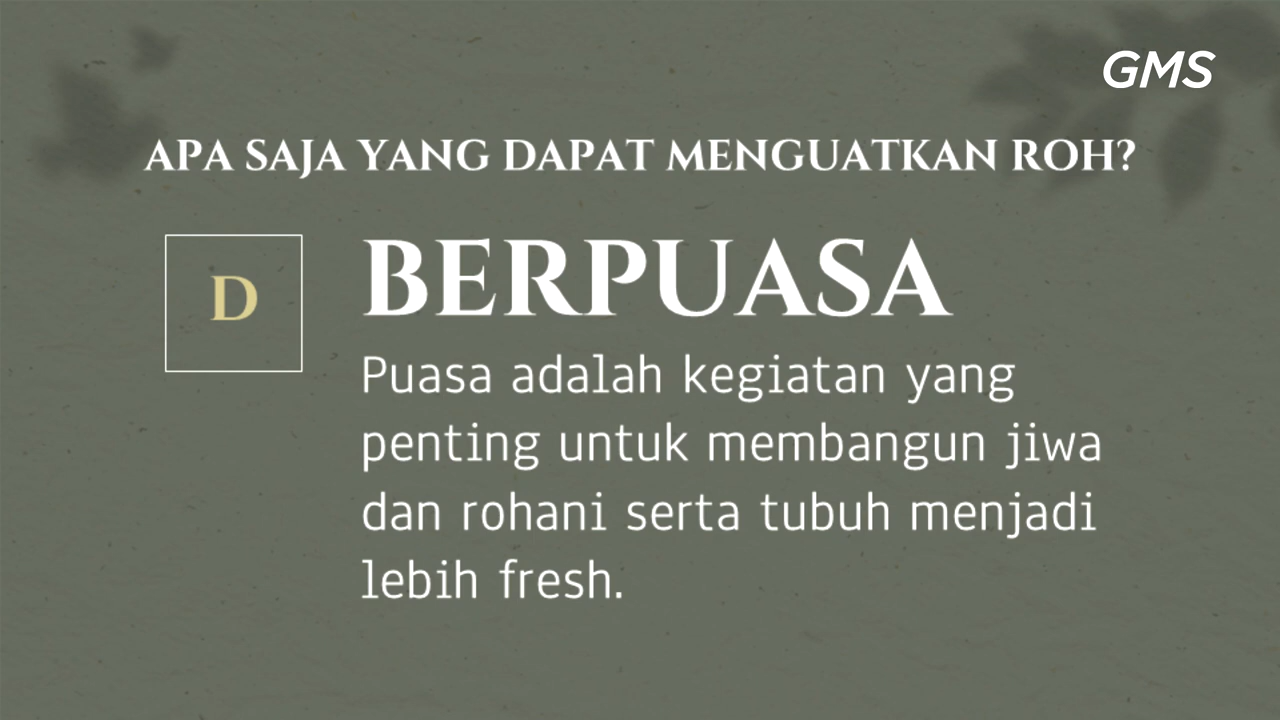 GMS
APA SAJA YANG DAPAT MENGUATKAN ROH?
D
BERPUASA
Puasa adalah kegiatan yang
penting untuk membangun jiwa
dan rohani serta tubuh menjadi
lebih fresh.